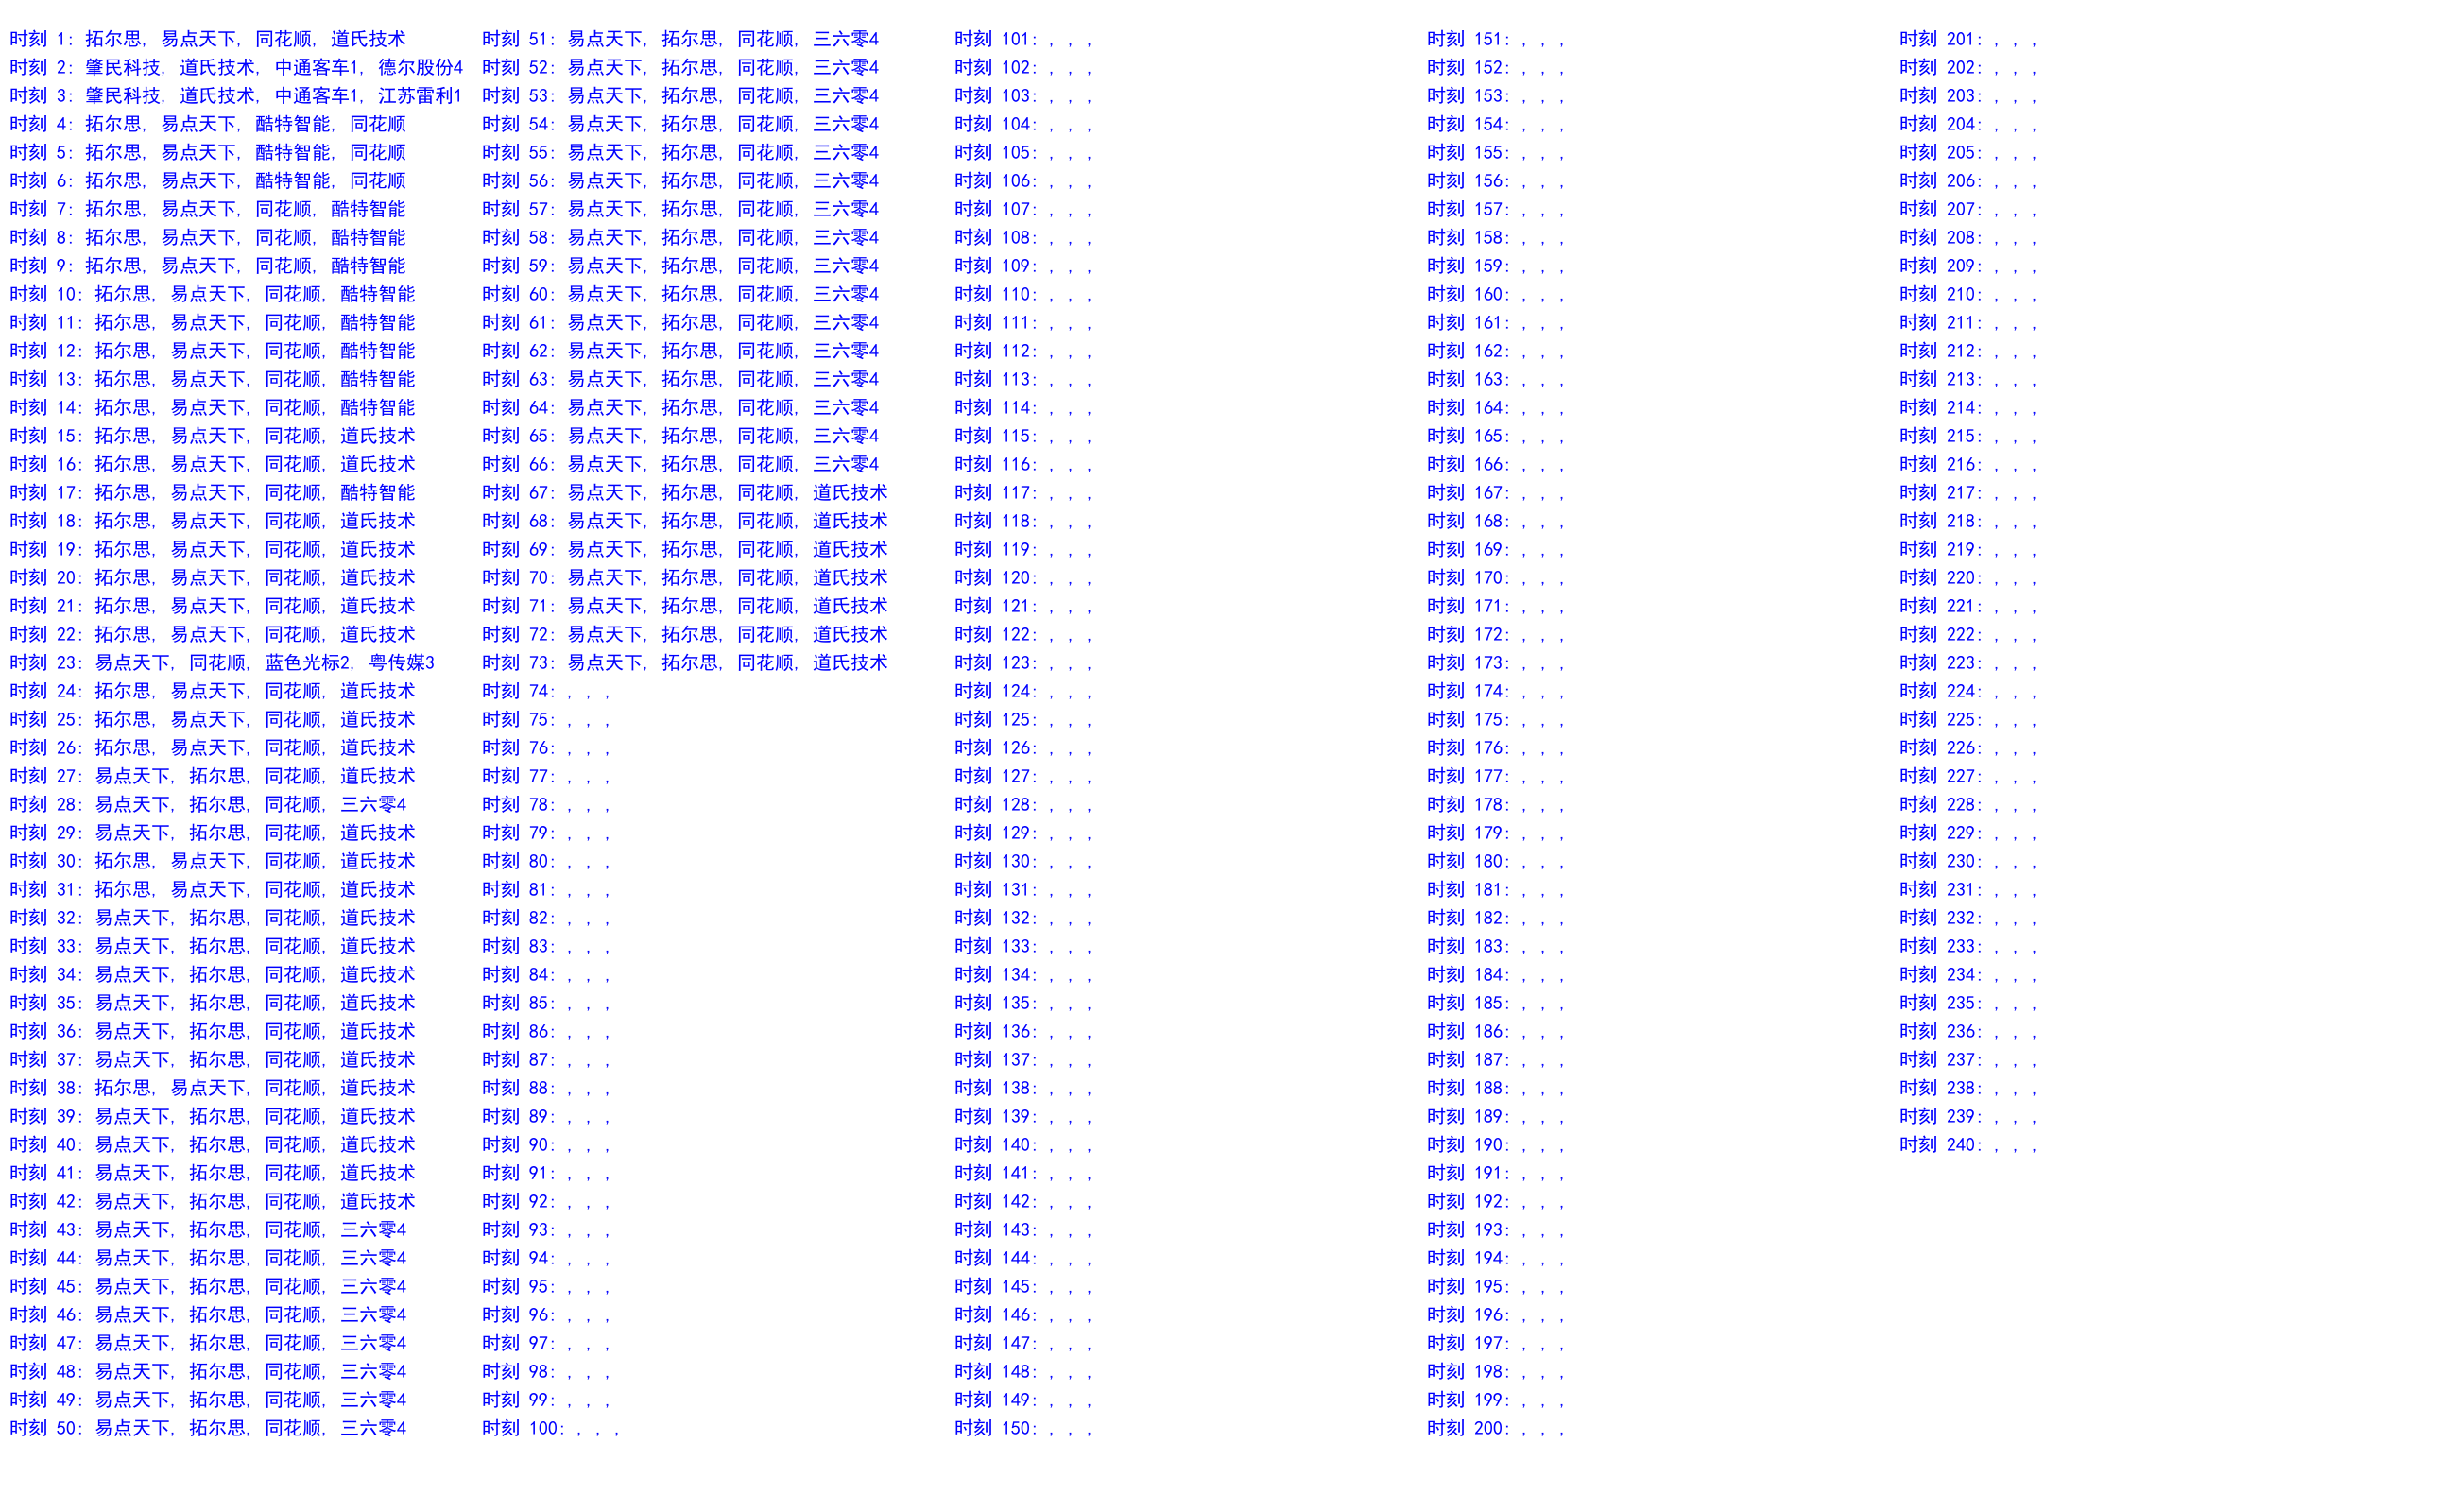 时刻 1: 拓尔思, 易点天下, 同花顺, 道氏技术
时刻 2: 肇民科技, 道氏技术, 中通客车1, 德尔股份4
时刻 3: 肇民科技, 道氏技术, 中通客车1, 江苏雷利1
时刻 4: 拓尔思, 易点天下, 酷特智能, 同花顺
时刻 5: 拓尔思, 易点天下, 酷特智能, 同花顺
时刻 6: 拓尔思, 易点天下, 酷特智能, 同花顺
时刻 7: 拓尔思, 易点天下, 同花顺, 酷特智能
时刻 8: 拓尔思, 易点天下, 同花顺, 酷特智能
时刻 9: 拓尔思, 易点天下, 同花顺, 酷特智能
时刻 10: 拓尔思, 易点天下, 同花顺, 酷特智能
时刻 11: 拓尔思, 易点天下, 同花顺, 酷特智能
时刻 12: 拓尔思, 易点天下, 同花顺, 酷特智能
时刻 13: 拓尔思, 易点天下, 同花顺, 酷特智能
时刻 14: 拓尔思, 易点天下, 同花顺, 酷特智能
时刻 15: 拓尔思, 易点天下, 同花顺, 道氏技术
时刻 16: 拓尔思, 易点天下, 同花顺, 道氏技术
时刻 17: 拓尔思, 易点天下, 同花顺, 酷特智能
时刻 18: 拓尔思, 易点天下, 同花顺, 道氏技术
时刻 19: 拓尔思, 易点天下, 同花顺, 道氏技术
时刻 20: 拓尔思, 易点天下, 同花顺, 道氏技术
时刻 21: 拓尔思, 易点天下, 同花顺, 道氏技术
时刻 22: 拓尔思, 易点天下, 同花顺, 道氏技术
时刻 23: 易点天下, 同花顺, 蓝色光标2, 粤传媒3
时刻 24: 拓尔思, 易点天下, 同花顺, 道氏技术
时刻 25: 拓尔思, 易点天下, 同花顺, 道氏技术
时刻 26: 拓尔思, 易点天下, 同花顺, 道氏技术
时刻 27: 易点天下, 拓尔思, 同花顺, 道氏技术
时刻 28: 易点天下, 拓尔思, 同花顺, 三六零4
时刻 29: 易点天下, 拓尔思, 同花顺, 道氏技术
时刻 30: 拓尔思, 易点天下, 同花顺, 道氏技术
时刻 31: 拓尔思, 易点天下, 同花顺, 道氏技术
时刻 32: 易点天下, 拓尔思, 同花顺, 道氏技术
时刻 33: 易点天下, 拓尔思, 同花顺, 道氏技术
时刻 34: 易点天下, 拓尔思, 同花顺, 道氏技术
时刻 35: 易点天下, 拓尔思, 同花顺, 道氏技术
时刻 36: 易点天下, 拓尔思, 同花顺, 道氏技术
时刻 37: 易点天下, 拓尔思, 同花顺, 道氏技术
时刻 38: 拓尔思, 易点天下, 同花顺, 道氏技术
时刻 39: 易点天下, 拓尔思, 同花顺, 道氏技术
时刻 40: 易点天下, 拓尔思, 同花顺, 道氏技术
时刻 41: 易点天下, 拓尔思, 同花顺, 道氏技术
时刻 42: 易点天下, 拓尔思, 同花顺, 道氏技术
时刻 43: 易点天下, 拓尔思, 同花顺, 三六零4
时刻 44: 易点天下, 拓尔思, 同花顺, 三六零4
时刻 45: 易点天下, 拓尔思, 同花顺, 三六零4
时刻 46: 易点天下, 拓尔思, 同花顺, 三六零4
时刻 47: 易点天下, 拓尔思, 同花顺, 三六零4
时刻 48: 易点天下, 拓尔思, 同花顺, 三六零4
时刻 49: 易点天下, 拓尔思, 同花顺, 三六零4
时刻 50: 易点天下, 拓尔思, 同花顺, 三六零4
时刻 51: 易点天下, 拓尔思, 同花顺, 三六零4
时刻 52: 易点天下, 拓尔思, 同花顺, 三六零4
时刻 53: 易点天下, 拓尔思, 同花顺, 三六零4
时刻 54: 易点天下, 拓尔思, 同花顺, 三六零4
时刻 55: 易点天下, 拓尔思, 同花顺, 三六零4
时刻 56: 易点天下, 拓尔思, 同花顺, 三六零4
时刻 57: 易点天下, 拓尔思, 同花顺, 三六零4
时刻 58: 易点天下, 拓尔思, 同花顺, 三六零4
时刻 59: 易点天下, 拓尔思, 同花顺, 三六零4
时刻 60: 易点天下, 拓尔思, 同花顺, 三六零4
时刻 61: 易点天下, 拓尔思, 同花顺, 三六零4
时刻 62: 易点天下, 拓尔思, 同花顺, 三六零4
时刻 63: 易点天下, 拓尔思, 同花顺, 三六零4
时刻 64: 易点天下, 拓尔思, 同花顺, 三六零4
时刻 65: 易点天下, 拓尔思, 同花顺, 三六零4
时刻 66: 易点天下, 拓尔思, 同花顺, 三六零4
时刻 67: 易点天下, 拓尔思, 同花顺, 道氏技术
时刻 68: 易点天下, 拓尔思, 同花顺, 道氏技术
时刻 69: 易点天下, 拓尔思, 同花顺, 道氏技术
时刻 70: 易点天下, 拓尔思, 同花顺, 道氏技术
时刻 71: 易点天下, 拓尔思, 同花顺, 道氏技术
时刻 72: 易点天下, 拓尔思, 同花顺, 道氏技术
时刻 73: 易点天下, 拓尔思, 同花顺, 道氏技术
时刻 74: , , ,
时刻 75: , , ,
时刻 76: , , ,
时刻 77: , , ,
时刻 78: , , ,
时刻 79: , , ,
时刻 80: , , ,
时刻 81: , , ,
时刻 82: , , ,
时刻 83: , , ,
时刻 84: , , ,
时刻 85: , , ,
时刻 86: , , ,
时刻 87: , , ,
时刻 88: , , ,
时刻 89: , , ,
时刻 90: , , ,
时刻 91: , , ,
时刻 92: , , ,
时刻 93: , , ,
时刻 94: , , ,
时刻 95: , , ,
时刻 96: , , ,
时刻 97: , , ,
时刻 98: , , ,
时刻 99: , , ,
时刻 100: , , ,
时刻 101: , , ,
时刻 102: , , ,
时刻 103: , , ,
时刻 104: , , ,
时刻 105: , , ,
时刻 106: , , ,
时刻 107: , , ,
时刻 108: , , ,
时刻 109: , , ,
时刻 110: , , ,
时刻 111: , , ,
时刻 112: , , ,
时刻 113: , , ,
时刻 114: , , ,
时刻 115: , , ,
时刻 116: , , ,
时刻 117: , , ,
时刻 118: , , ,
时刻 119: , , ,
时刻 120: , , ,
时刻 121: , , ,
时刻 122: , , ,
时刻 123: , , ,
时刻 124: , , ,
时刻 125: , , ,
时刻 126: , , ,
时刻 127: , , ,
时刻 128: , , ,
时刻 129: , , ,
时刻 130: , , ,
时刻 131: , , ,
时刻 132: , , ,
时刻 133: , , ,
时刻 134: , , ,
时刻 135: , , ,
时刻 136: , , ,
时刻 137: , , ,
时刻 138: , , ,
时刻 139: , , ,
时刻 140: , , ,
时刻 141: , , ,
时刻 142: , , ,
时刻 143: , , ,
时刻 144: , , ,
时刻 145: , , ,
时刻 146: , , ,
时刻 147: , , ,
时刻 148: , , ,
时刻 149: , , ,
时刻 150: , , ,
时刻 151: , , ,
时刻 152: , , ,
时刻 153: , , ,
时刻 154: , , ,
时刻 155: , , ,
时刻 156: , , ,
时刻 157: , , ,
时刻 158: , , ,
时刻 159: , , ,
时刻 160: , , ,
时刻 161: , , ,
时刻 162: , , ,
时刻 163: , , ,
时刻 164: , , ,
时刻 165: , , ,
时刻 166: , , ,
时刻 167: , , ,
时刻 168: , , ,
时刻 169: , , ,
时刻 170: , , ,
时刻 171: , , ,
时刻 172: , , ,
时刻 173: , , ,
时刻 174: , , ,
时刻 175: , , ,
时刻 176: , , ,
时刻 177: , , ,
时刻 178: , , ,
时刻 179: , , ,
时刻 180: , , ,
时刻 181: , , ,
时刻 182: , , ,
时刻 183: , , ,
时刻 184: , , ,
时刻 185: , , ,
时刻 186: , , ,
时刻 187: , , ,
时刻 188: , , ,
时刻 189: , , ,
时刻 190: , , ,
时刻 191: , , ,
时刻 192: , , ,
时刻 193: , , ,
时刻 194: , , ,
时刻 195: , , ,
时刻 196: , , ,
时刻 197: , , ,
时刻 198: , , ,
时刻 199: , , ,
时刻 200: , , ,
时刻 201: , , ,
时刻 202: , , ,
时刻 203: , , ,
时刻 204: , , ,
时刻 205: , , ,
时刻 206: , , ,
时刻 207: , , ,
时刻 208: , , ,
时刻 209: , , ,
时刻 210: , , ,
时刻 211: , , ,
时刻 212: , , ,
时刻 213: , , ,
时刻 214: , , ,
时刻 215: , , ,
时刻 216: , , ,
时刻 217: , , ,
时刻 218: , , ,
时刻 219: , , ,
时刻 220: , , ,
时刻 221: , , ,
时刻 222: , , ,
时刻 223: , , ,
时刻 224: , , ,
时刻 225: , , ,
时刻 226: , , ,
时刻 227: , , ,
时刻 228: , , ,
时刻 229: , , ,
时刻 230: , , ,
时刻 231: , , ,
时刻 232: , , ,
时刻 233: , , ,
时刻 234: , , ,
时刻 235: , , ,
时刻 236: , , ,
时刻 237: , , ,
时刻 238: , , ,
时刻 239: , , ,
时刻 240: , , ,